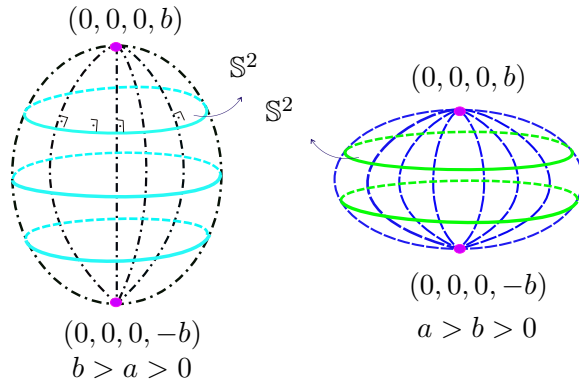 (0, 0, 0, b)
𝕊²
(0, 0, 0, −b)
b > a > 0
𝕊²
(0, 0, 0, b)
(0, 0, 0, −b)
a > b > 0